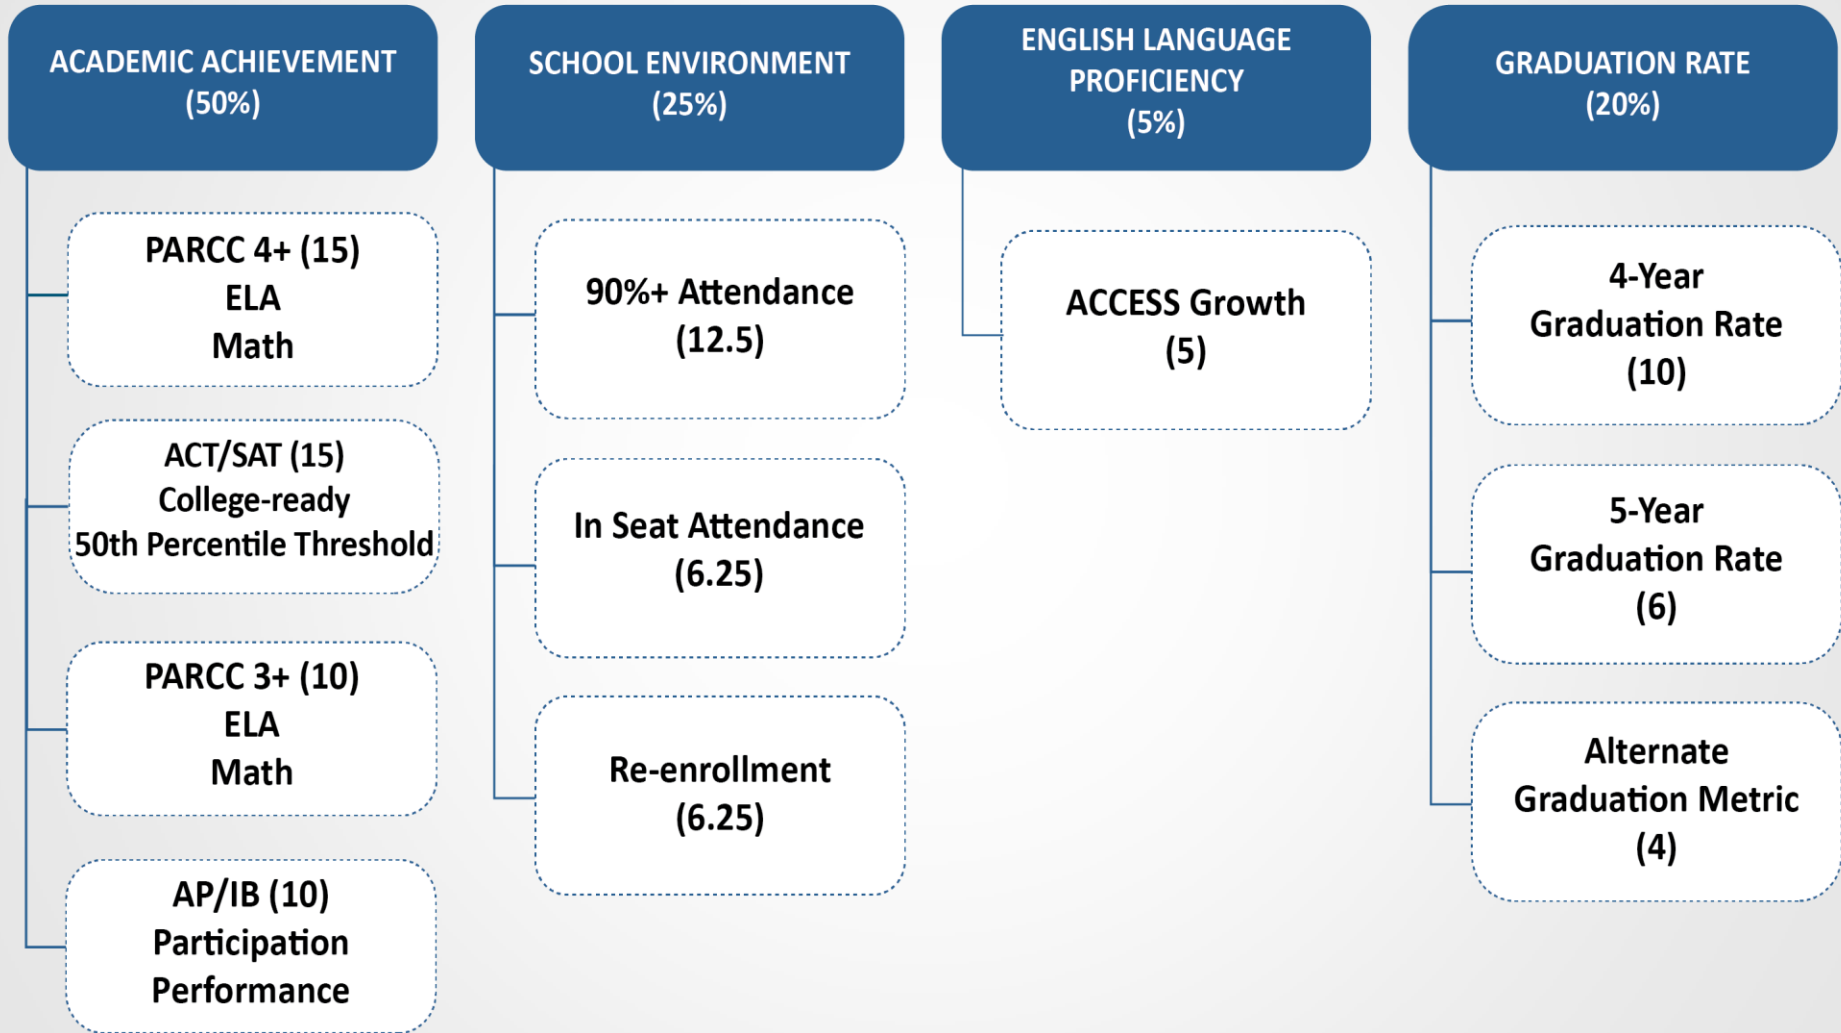 ACADEMIC ACHIEVEMENT
(50%)
PARCC 4+ (15)
ELA
Math
ACT/SAT (15)
College-ready
50th Percentile Threshold
PARCC 3+ (10)
ELA
Math
AP/IB (10)
Participation
Performance
SCHOOL ENVIRONMENT
(25%)
90%+ Attendance
(12.5)
In Seat Attendance
(6.25)
Re-enrollment
(6.25)
ENGLISH LANGUAGE
PROFICIENCY
(5%)
ACCESS Growth
(5)
GRADUATION RATE
(20%)
4-Year
Graduation Rate
(10)
5-Year
Graduation Rate
(6)
Alternate
Graduation Metric
(4)